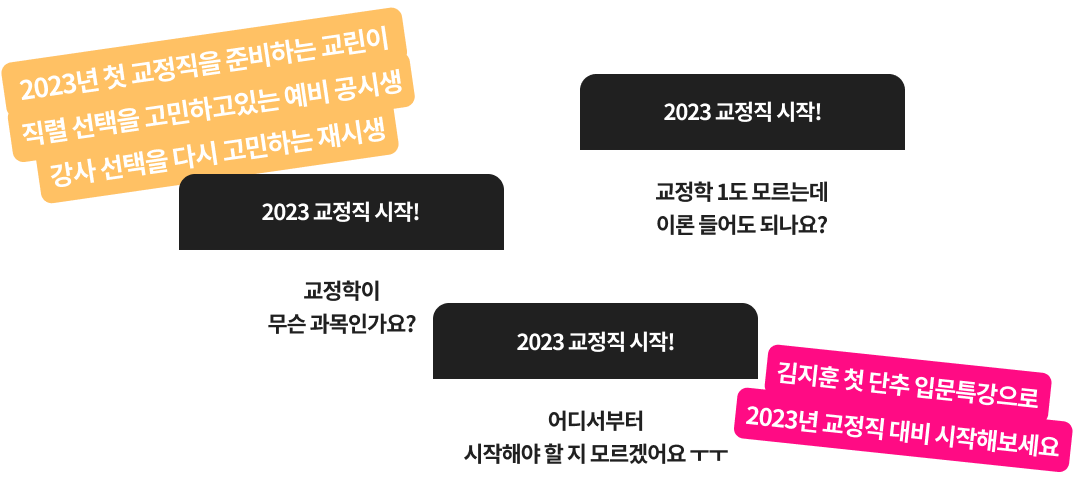 2023년 첫 교정직을 준비하는 교린이
직렬 선택을 고민하고있는 예비 공시생
강사 선택을 다시 고민하는 재시생
2023 교정직 시작!
교정학 1도 모르는데
이론 들어도 되나요?
2023 교정직 시작!
교정학이
무슨 과목인가요?
2023 교정직 시작!
어디서부터
시작해야 할 지 모르겠어요 ㅜㅜ
김지훈 첫 단추 입문특강으로
2023년 교정직 대비 시작해보세요